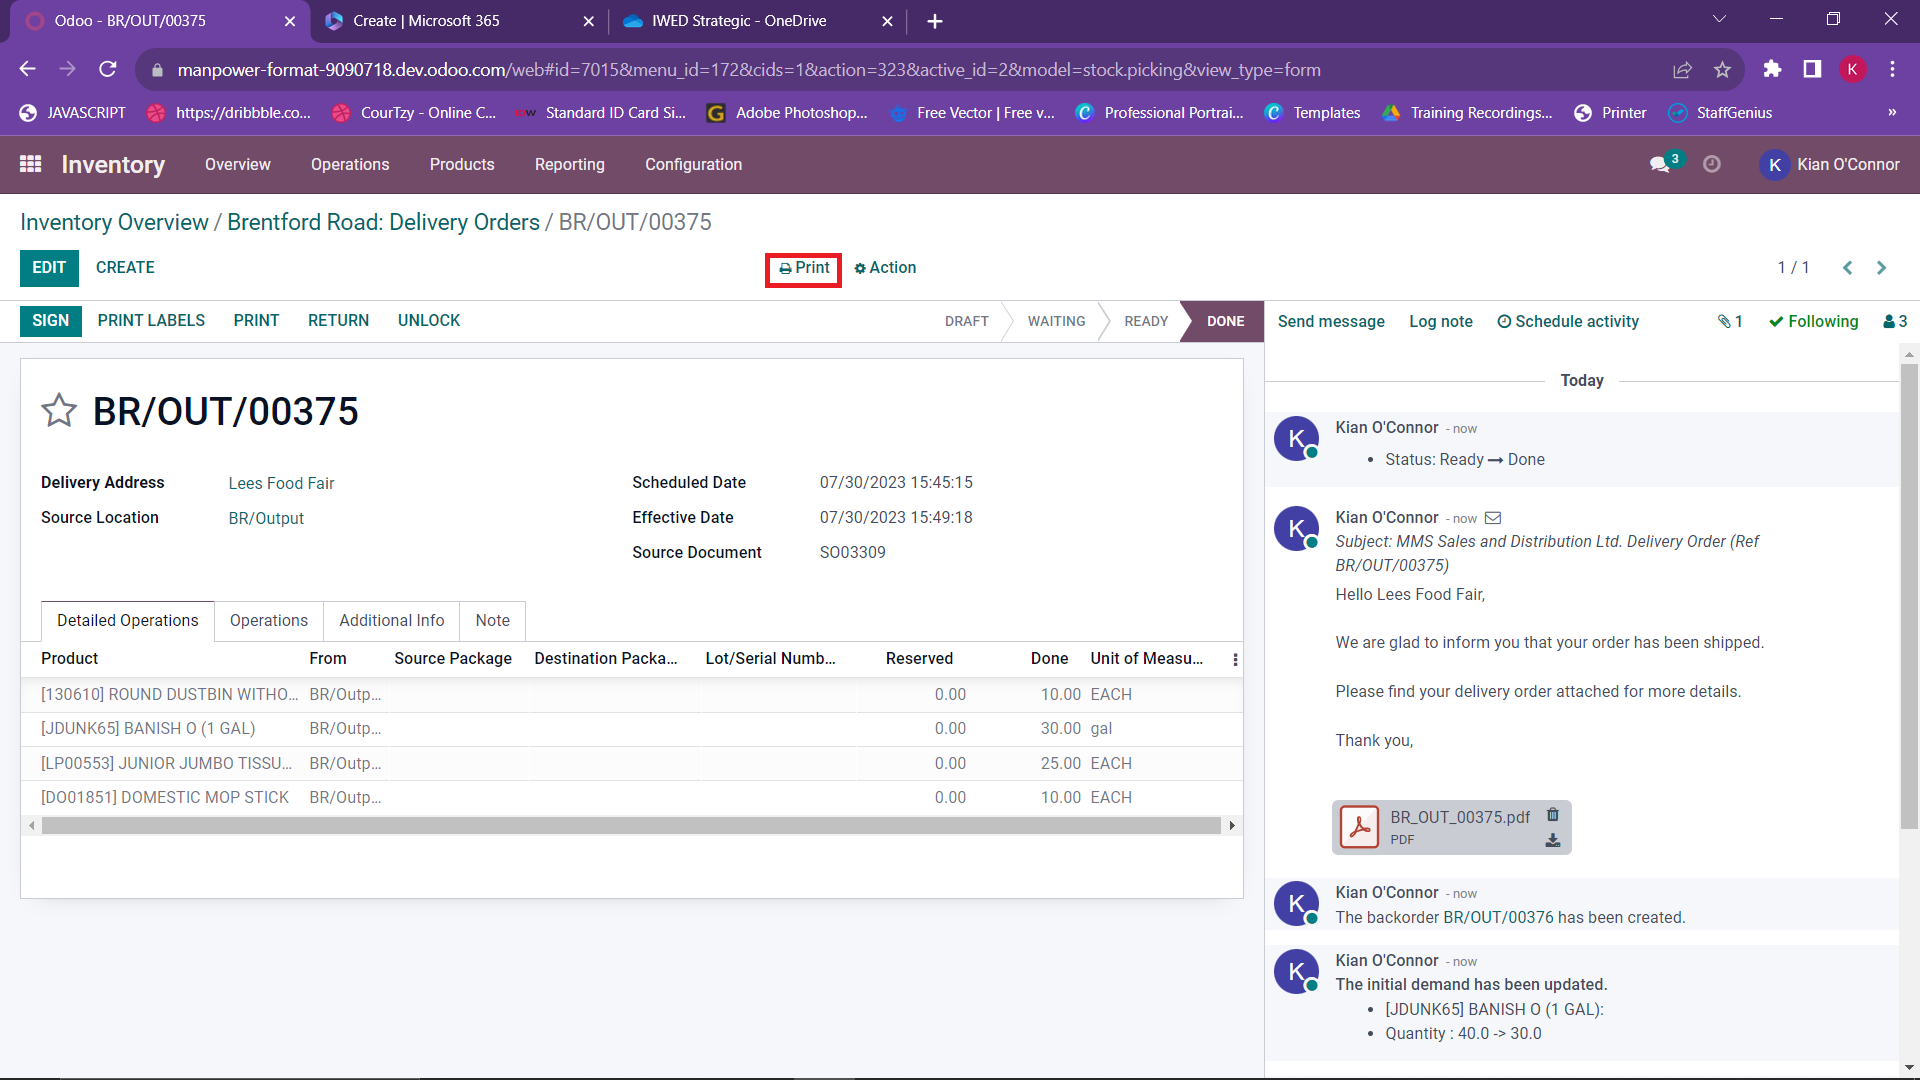 Odoo - BR/OUT/00375
Create | Microsoft 365
IWED Strategic - OneDrive
manpower-format-9090718.dev.odoo.com/web#id=7015&menu_id=172&cids=1&action=323&active_id=2&model=stock.picking&view_type=form
K
JAVASCRIPT
https://dribbble.co...
CourTzy - Online C...
Standard ID Card Si...
Adobe Photoshop...
Free Vector | Free v...
Professional Portrai...
Templates
Training Recordings...
Printer
StaffGenius
»
Inventory
Overview
Operations
Products
Reporting
Configuration
3
K
Kian O'Connor
Inventory Overview / Brentford Road: Delivery Orders / BR/OUT/00375
EDIT
CREATE
Print
Action
1 / 1
SIGN
PRINT LABELS
PRINT
RETURN
UNLOCK
DRAFT
WAITING
READY
DONE
Send message
Log note
Schedule activity
1
Following
3
BR/OUT/00375
Delivery Address Lees Food Fair
Source Location BR/Output
Scheduled Date 07/30/2023 15:45:15
Effective Date 07/30/2023 15:49:18
Source Document SO03309
Detailed Operations
Operations
Additional Info
Note
Product From Source Package Destination Packa... Lot/Serial Numb... Reserved Done Unit of Measu...
[130610] ROUND DUSTBIN WITHO... BR/Outp... 0.00 10.00 EACH
[JDUNK65] BANISH O (1 GAL) BR/Outp... 0.00 30.00 gal
[LP00553] JUNIOR JUMBO TISSU... BR/Outp... 0.00 25.00 EACH
[DO01851] DOMESTIC MOP STICK BR/Outp... 0.00 10.00 EACH
Today
K
Kian O'Connor - now
• Status: Ready → Done
K
Kian O'Connor - now
Subject: MMS Sales and Distribution Ltd. Delivery Order (Ref
BR/OUT/00375)
Hello Lees Food Fair,
We are glad to inform you that your order has been shipped.
Please find your delivery order attached for more details.
Thank you,
BR_OUT_00375.pdf
PDF
K
Kian O'Connor - now
The backorder BR/OUT/00376 has been created.
K
Kian O'Connor - now
The initial demand has been updated.
• [JDUNK65] BANISH O (1 GAL):
• Quantity : 40.0 -> 30.0